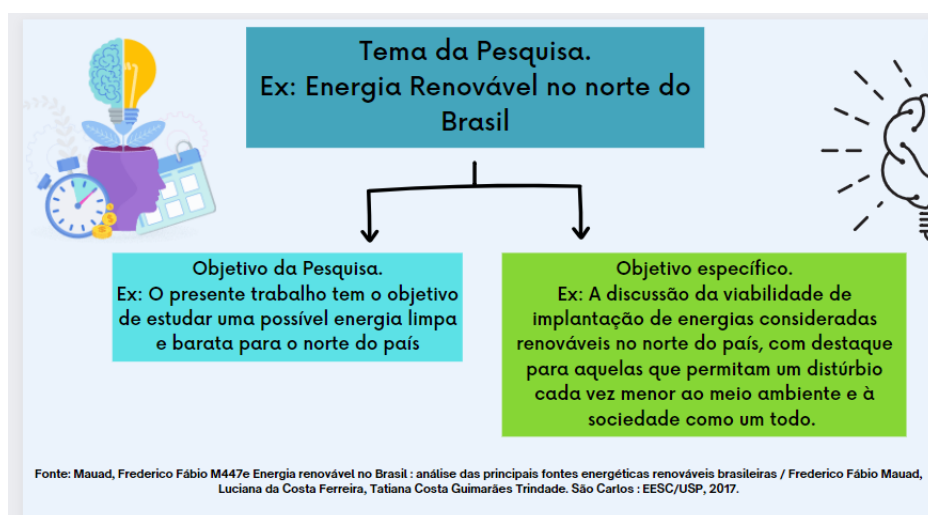 Tema da Pesquisa.
Ex: Energia Renovável no norte do
Brasil
Objetivo da Pesquisa.
Ex: O presente trabalho tem o objetivo
de estudar uma possível energia limpa
e barata para o norte do país
Objetivo específico.
Ex: A discussão da viabilidade de
implantação de energias consideradas
renováveis no norte do país, com destaque
para aquelas que permitam um distúrbio
cada vez menor ao meio ambiente e à
sociedade como um todo.
Fonte: Mauad, Frederico Fábio M447e Energia renovável no Brasil : análise das principais fontes energéticas renováveis brasileiras / Frederico Fábio Mauad,
Luciana da Costa Ferreira, Tatiana Costa Guimarães Trindade. São Carlos : EESC/USP, 2017.